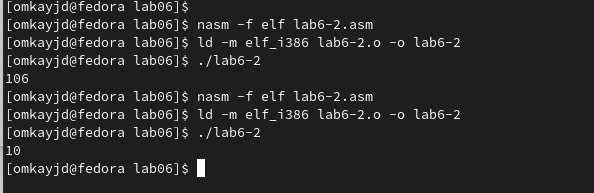 [omkayjd@fedora lab06]$
[omkayjd@fedora lab06]$ nasm -f elf lab6-2.asm
[omkayjd@fedora lab06]$ ld -m elf_i386 lab6-2.o -o lab6-2
[omkayjd@fedora lab06]$ ./lab6-2
106
[omkayjd@fedora lab06]$ nasm -f elf lab6-2.asm
[omkayjd@fedora lab06]$ ld -m elf_i386 lab6-2.o -o lab6-2
[omkayjd@fedora lab06]$ ./lab6-2
10
[omkayjd@fedora lab06]$